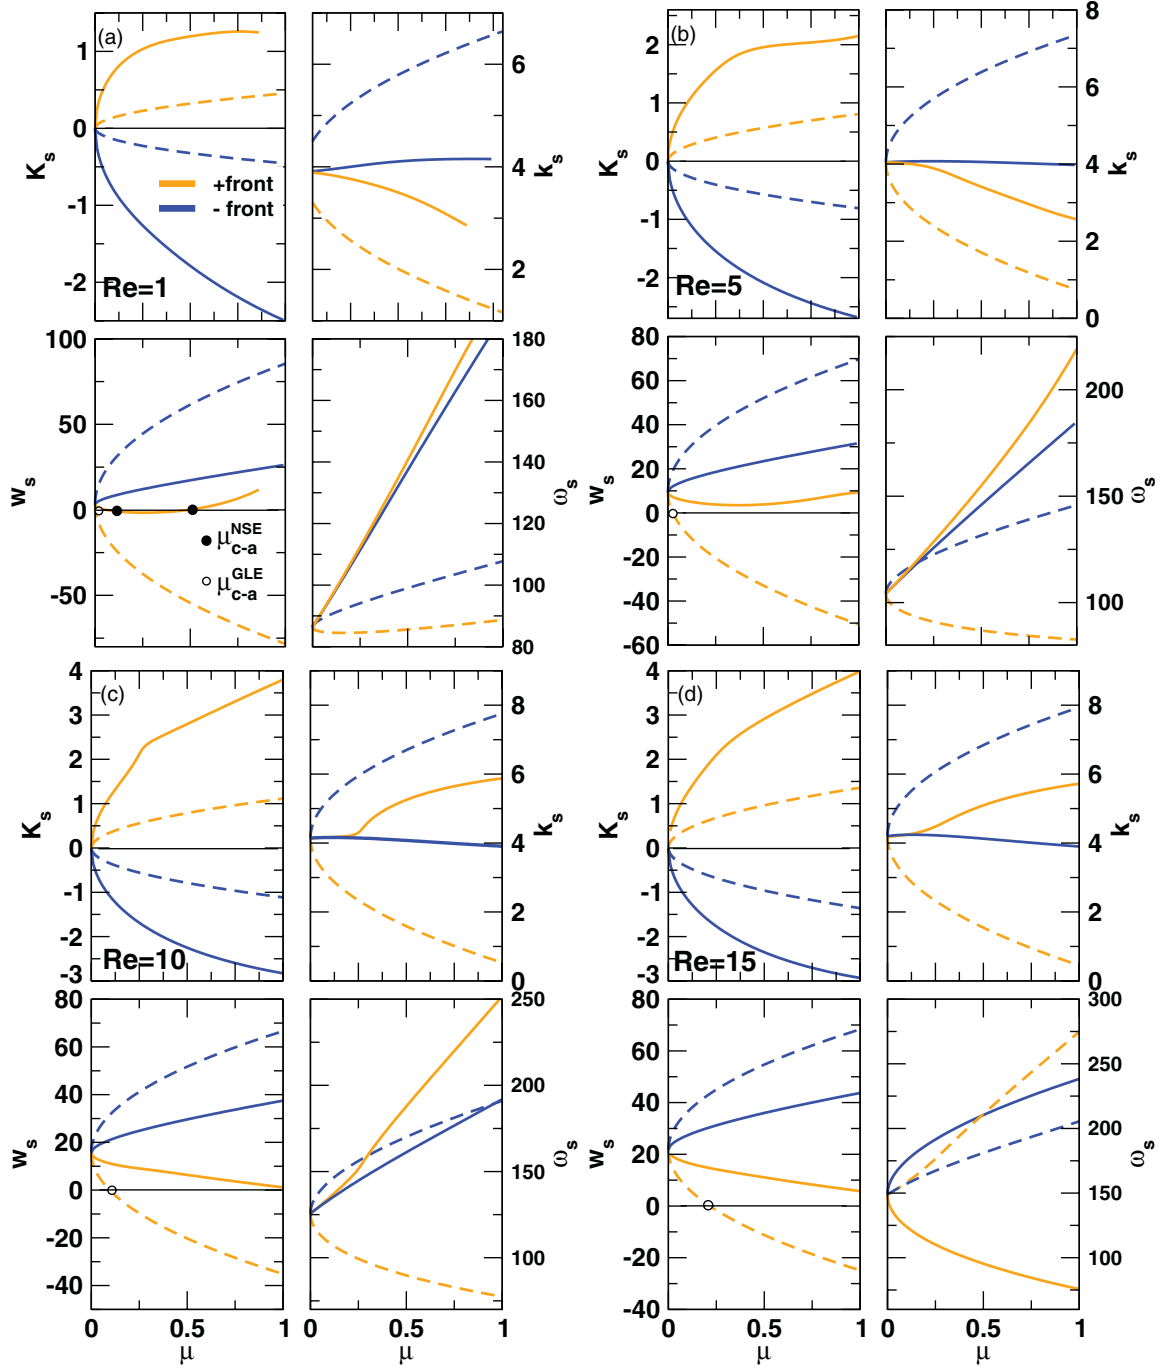 (a)
1
0
-1
-2
K_s
+front
- front
Re=1
6
4
2
k_s
(b)
2
1
0
-1
-2
K_s
Re=5
8
6
4
2
0
k_s
100
50
0
-50
w_s
μ_{c-a}^{NSE}
μ_{c-a}^{GLE}
180
160
140
120
100
80
ω_s
80
60
40
20
0
-20
-40
-60
w_s
200
150
100
ω_s
(c)
4
3
2
1
0
-1
-2
-3
K_s
Re=10
8
6
4
2
0
k_s
(d)
4
3
2
1
0
-1
-2
-3
K_s
Re=15
8
6
4
2
0
k_s
80
60
40
20
0
-20
-40
w_s
0 0.5
μ
250
200
150
100
ω_s
0 0.5 1
μ
80
60
40
20
0
-20
-40
w_s
0 0.5
μ
300
250
200
150
100
ω_s
0 0.5 1
μ